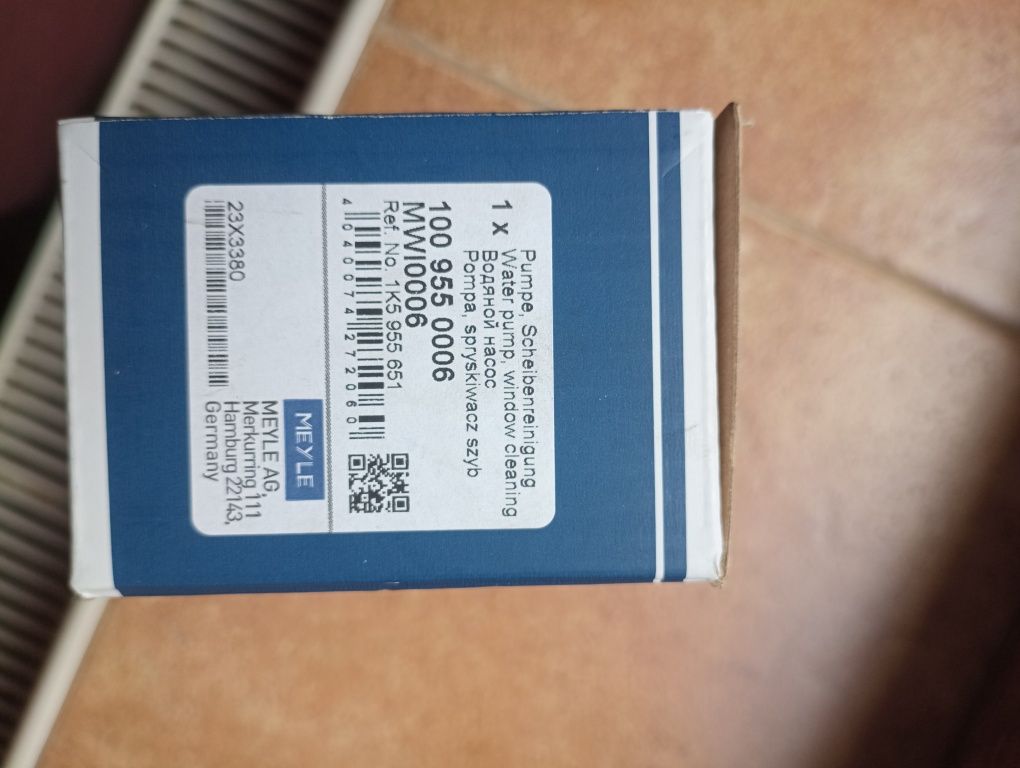 Pumpe, Scheibenreinigung
1 x Water pump, window cleaning
Водяной насос
Pompa, spryskiwacz szyb
100 955 0006
MWI0006
Ref. No. 1K5 955 651
4 040074 272060
23X3380
MEYLE
MEYLE AG,
Merkurring 111
Hamburg 22143,
Germany